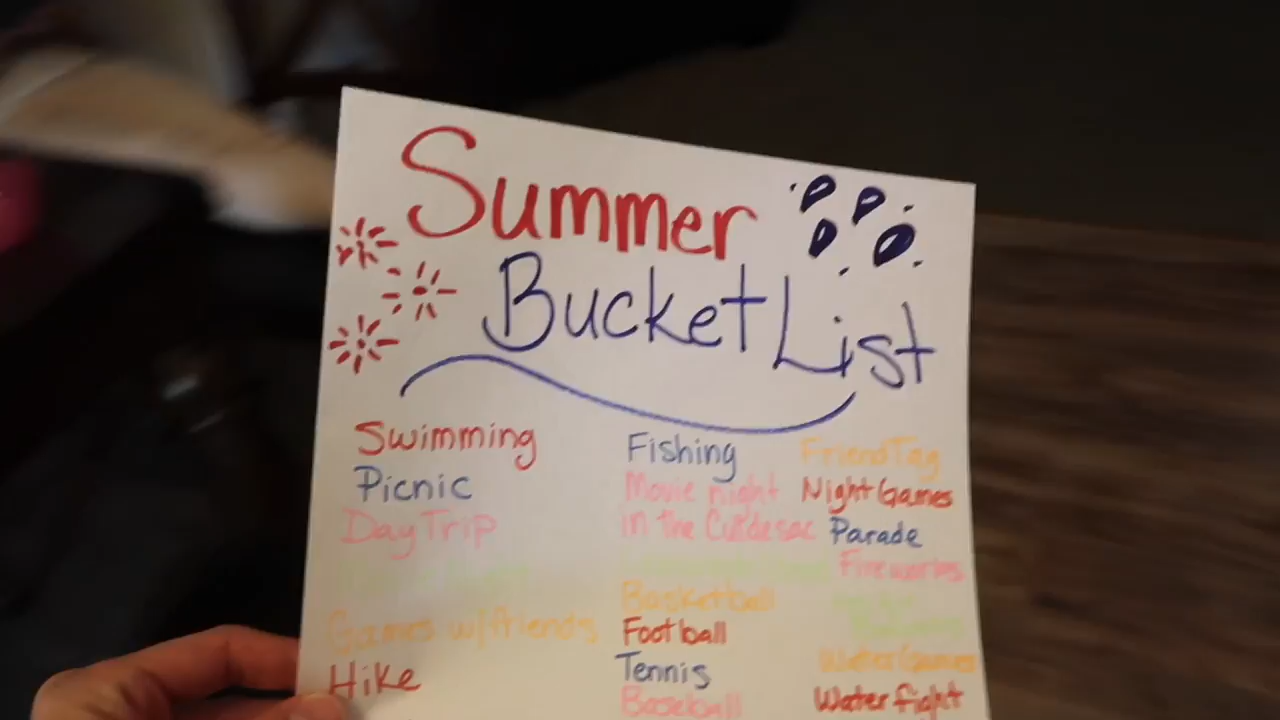 Summer
Bucket List
Swimming
Picnic
Day Trip
Games w/friends
Hike
Fishing
Movie night
in the Culdesac
Basketball
Football
Tennis
Baseball
Friend Tag
Night Games
Parade
Fireworks
Water Games
Water fight